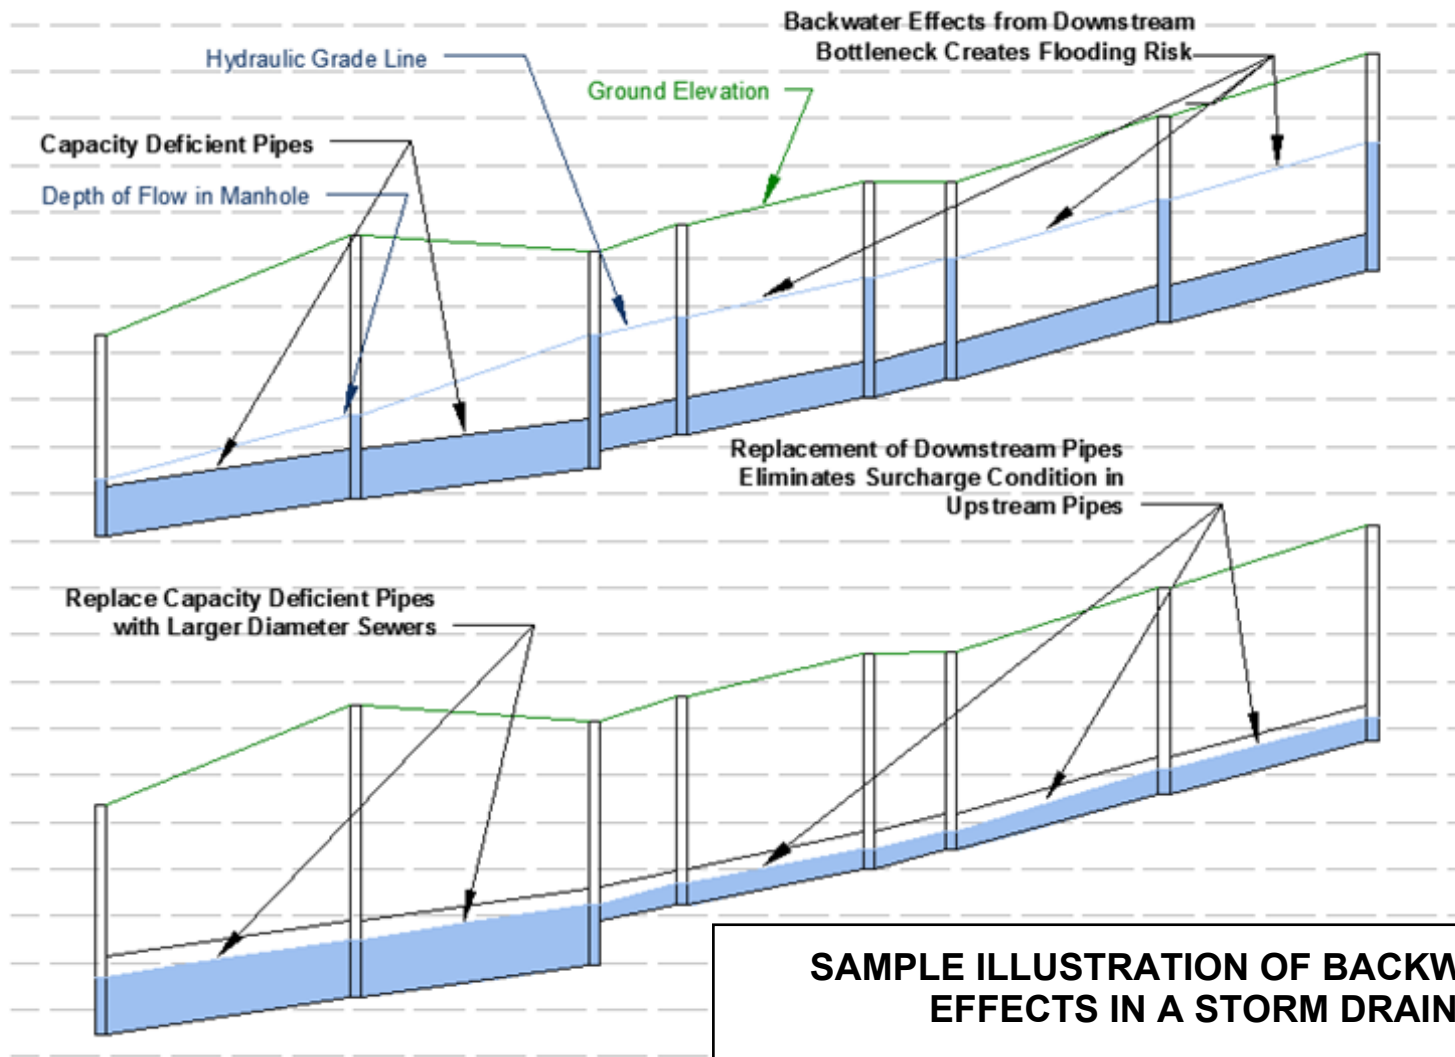 Backwater Effects from Downstream
Bottleneck Creates Flooding Risk
Hydraulic Grade Line
Ground Elevation
Capacity Deficient Pipes
Depth of Flow in Manhole
Replacement of Downstream Pipes
Eliminates Surcharge Condition in
Upstream Pipes
Replace Capacity Deficient Pipes
with Larger Diameter Sewers
SAMPLE ILLUSTRATION OF BACKW
EFFECTS IN A STORM DRAIN